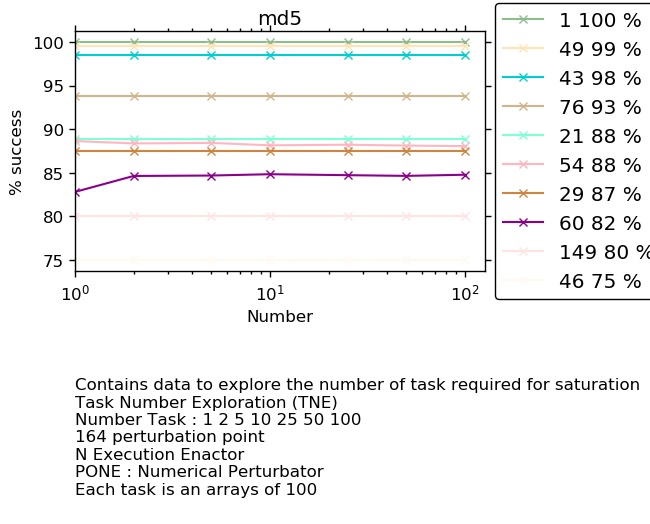 md5
100
95
90
85
80
75
% success
10^0
10^1
10^2
Number
1 100 %
49 99 %
43 98 %
76 93 %
21 88 %
54 88 %
29 87 %
60 82 %
149 80 %
46 75 %
Contains data to explore the number of task required for saturation
Task Number Exploration (TNE)
Number Task : 1 2 5 10 25 50 100
164 perturbation point
N Execution Enactor
PONE : Numerical Perturbator
Each task is an arrays of 100